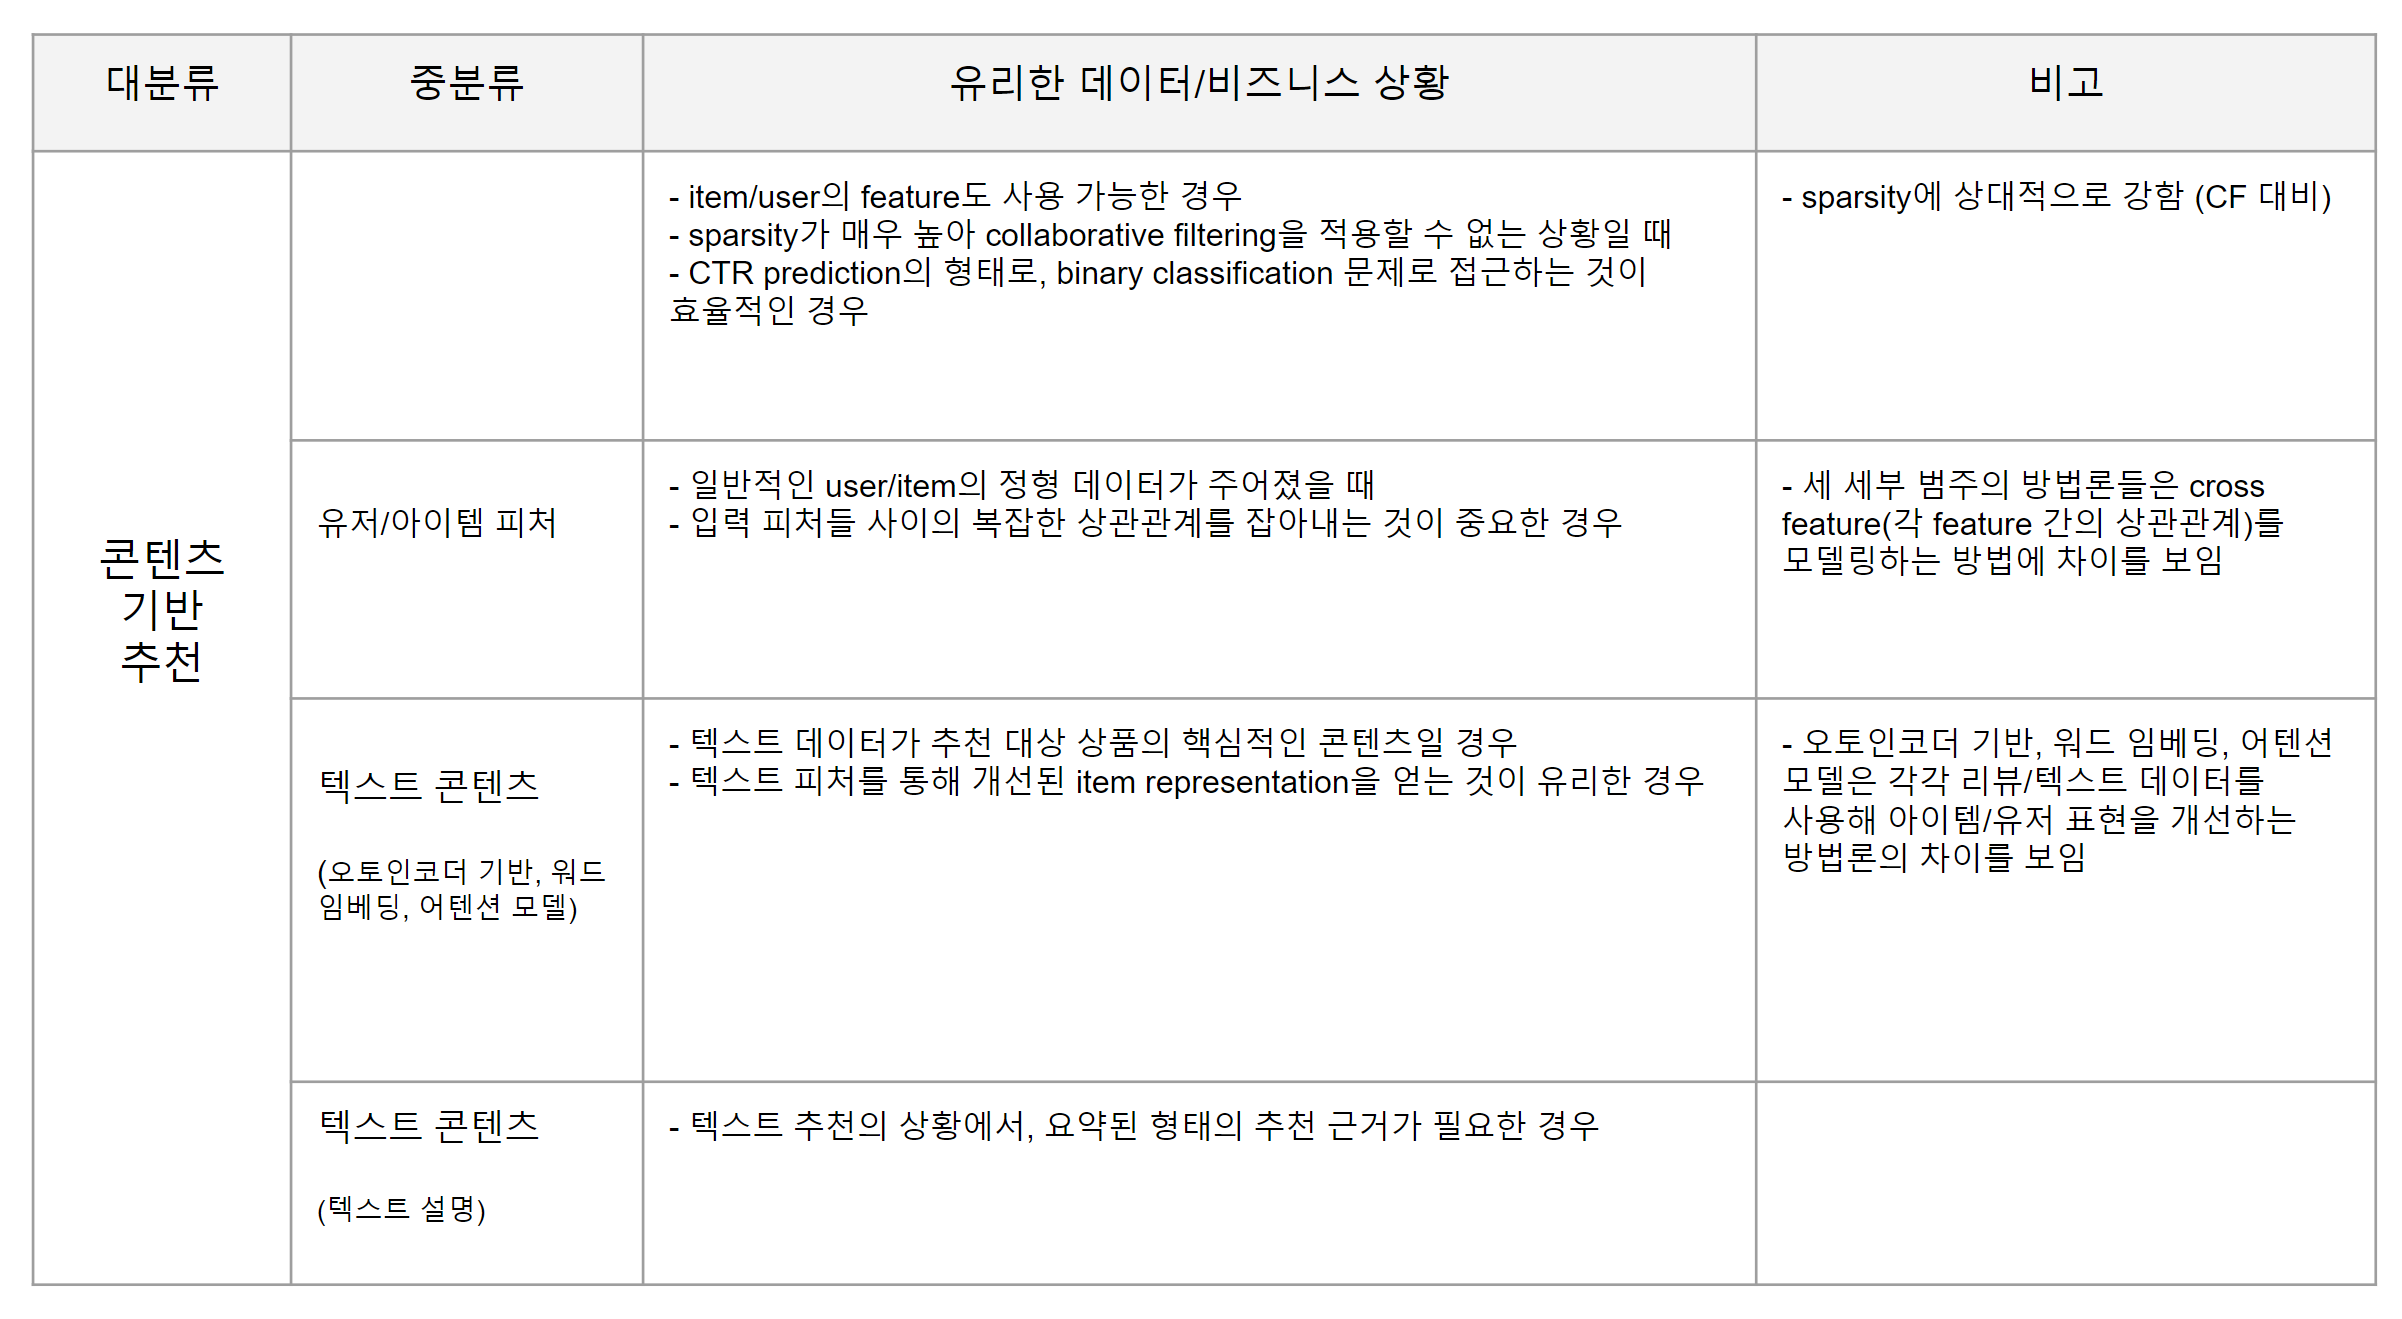 대분류
중분류
유리한 데이터/비즈니스 상황
비고
콘텐츠
기반
추천
- item/user의 feature도 사용 가능한 경우
- sparsity가 매우 높아 collaborative filtering을 적용할 수 없는 상황일 때
- CTR prediction의 형태로, binary classification 문제로 접근하는 것이
효율적인 경우
- sparsity에 상대적으로 강함 (CF 대비)
유저/아이템 피처
- 일반적인 user/item의 정형 데이터가 주어졌을 때
- 입력 피처들 사이의 복잡한 상관관계를 잡아내는 것이 중요한 경우
- 세 세부 범주의 방법론들은 cross
feature(각 feature 간의 상관관계)를
모델링하는 방법에 차이를 보임
텍스트 콘텐츠
(오토인코더 기반, 워드
임베딩, 어텐션 모델)
- 텍스트 데이터가 추천 대상 상품의 핵심적인 콘텐츠일 경우
- 텍스트 피처를 통해 개선된 item representation을 얻는 것이 유리한 경우
- 오토인코더 기반, 워드 임베딩, 어텐션
모델은 각각 리뷰/텍스트 데이터를
사용해 아이템/유저 표현을 개선하는
방법론의 차이를 보임
텍스트 콘텐츠
(텍스트 설명)
- 텍스트 추천의 상황에서, 요약된 형태의 추천 근거가 필요한 경우